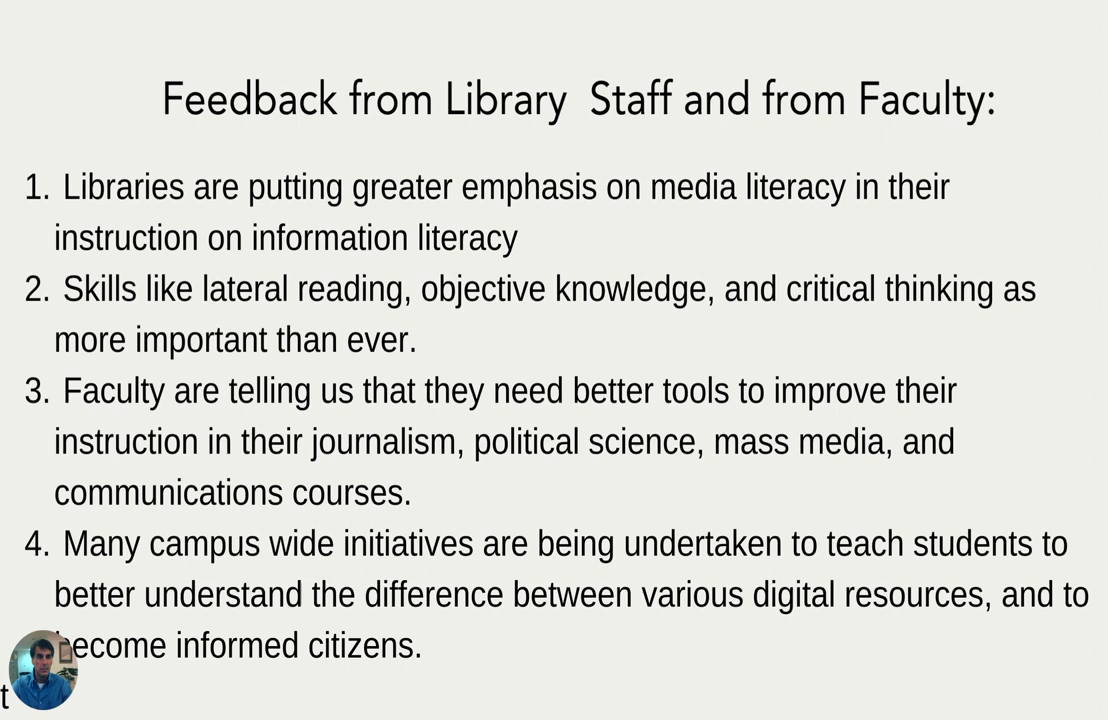 Feedback from Library  Staff and from Faculty:
1. Libraries are putting greater emphasis on media literacy in their
instruction on information literacy
2. Skills like lateral reading, objective knowledge, and critical thinking as
more important than ever.
3. Faculty are telling us that they need better tools to improve their
instruction in their journalism, political science, mass media, and
communications courses.
4. Many campus wide initiatives are being undertaken to teach students to
better understand the difference between various digital resources, and to
become informed citizens.
t